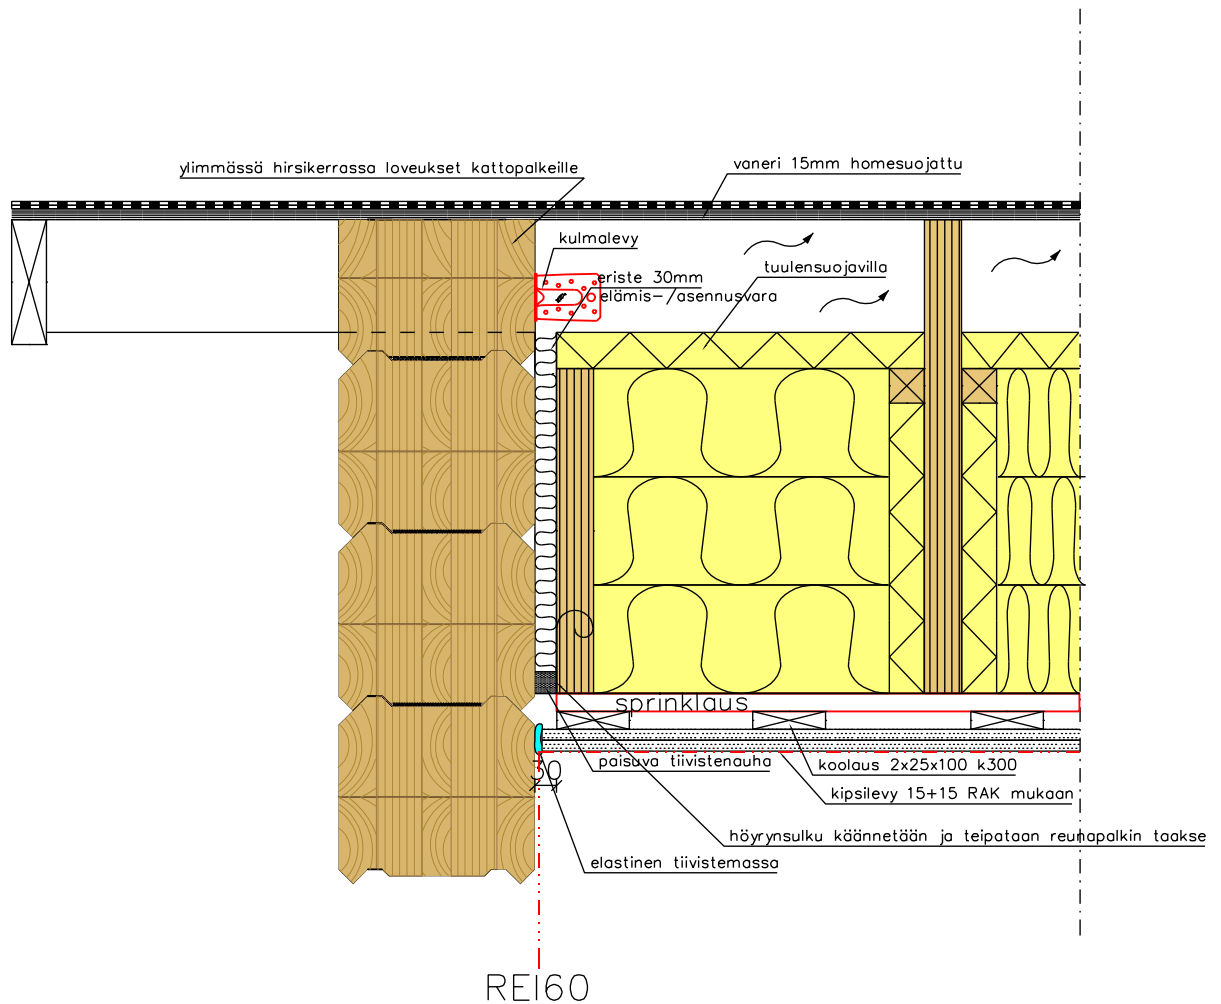 vaneri 15mm homesuojattu
ylimmässä hirsikerrassa loveukset kattopalkeille
kulmalevy
tuulensuojavilla
eriste 30mm
elämis-/asennusvara
sprinklaus
paisuva tiivistenauha
koolaus 2x25x100 k300
30
kipsilevy 15+15 RAK mukaan
höyrynsulku käännetään ja teipataan reunapalkin taakse
elastinen tiivistemassa
REI60